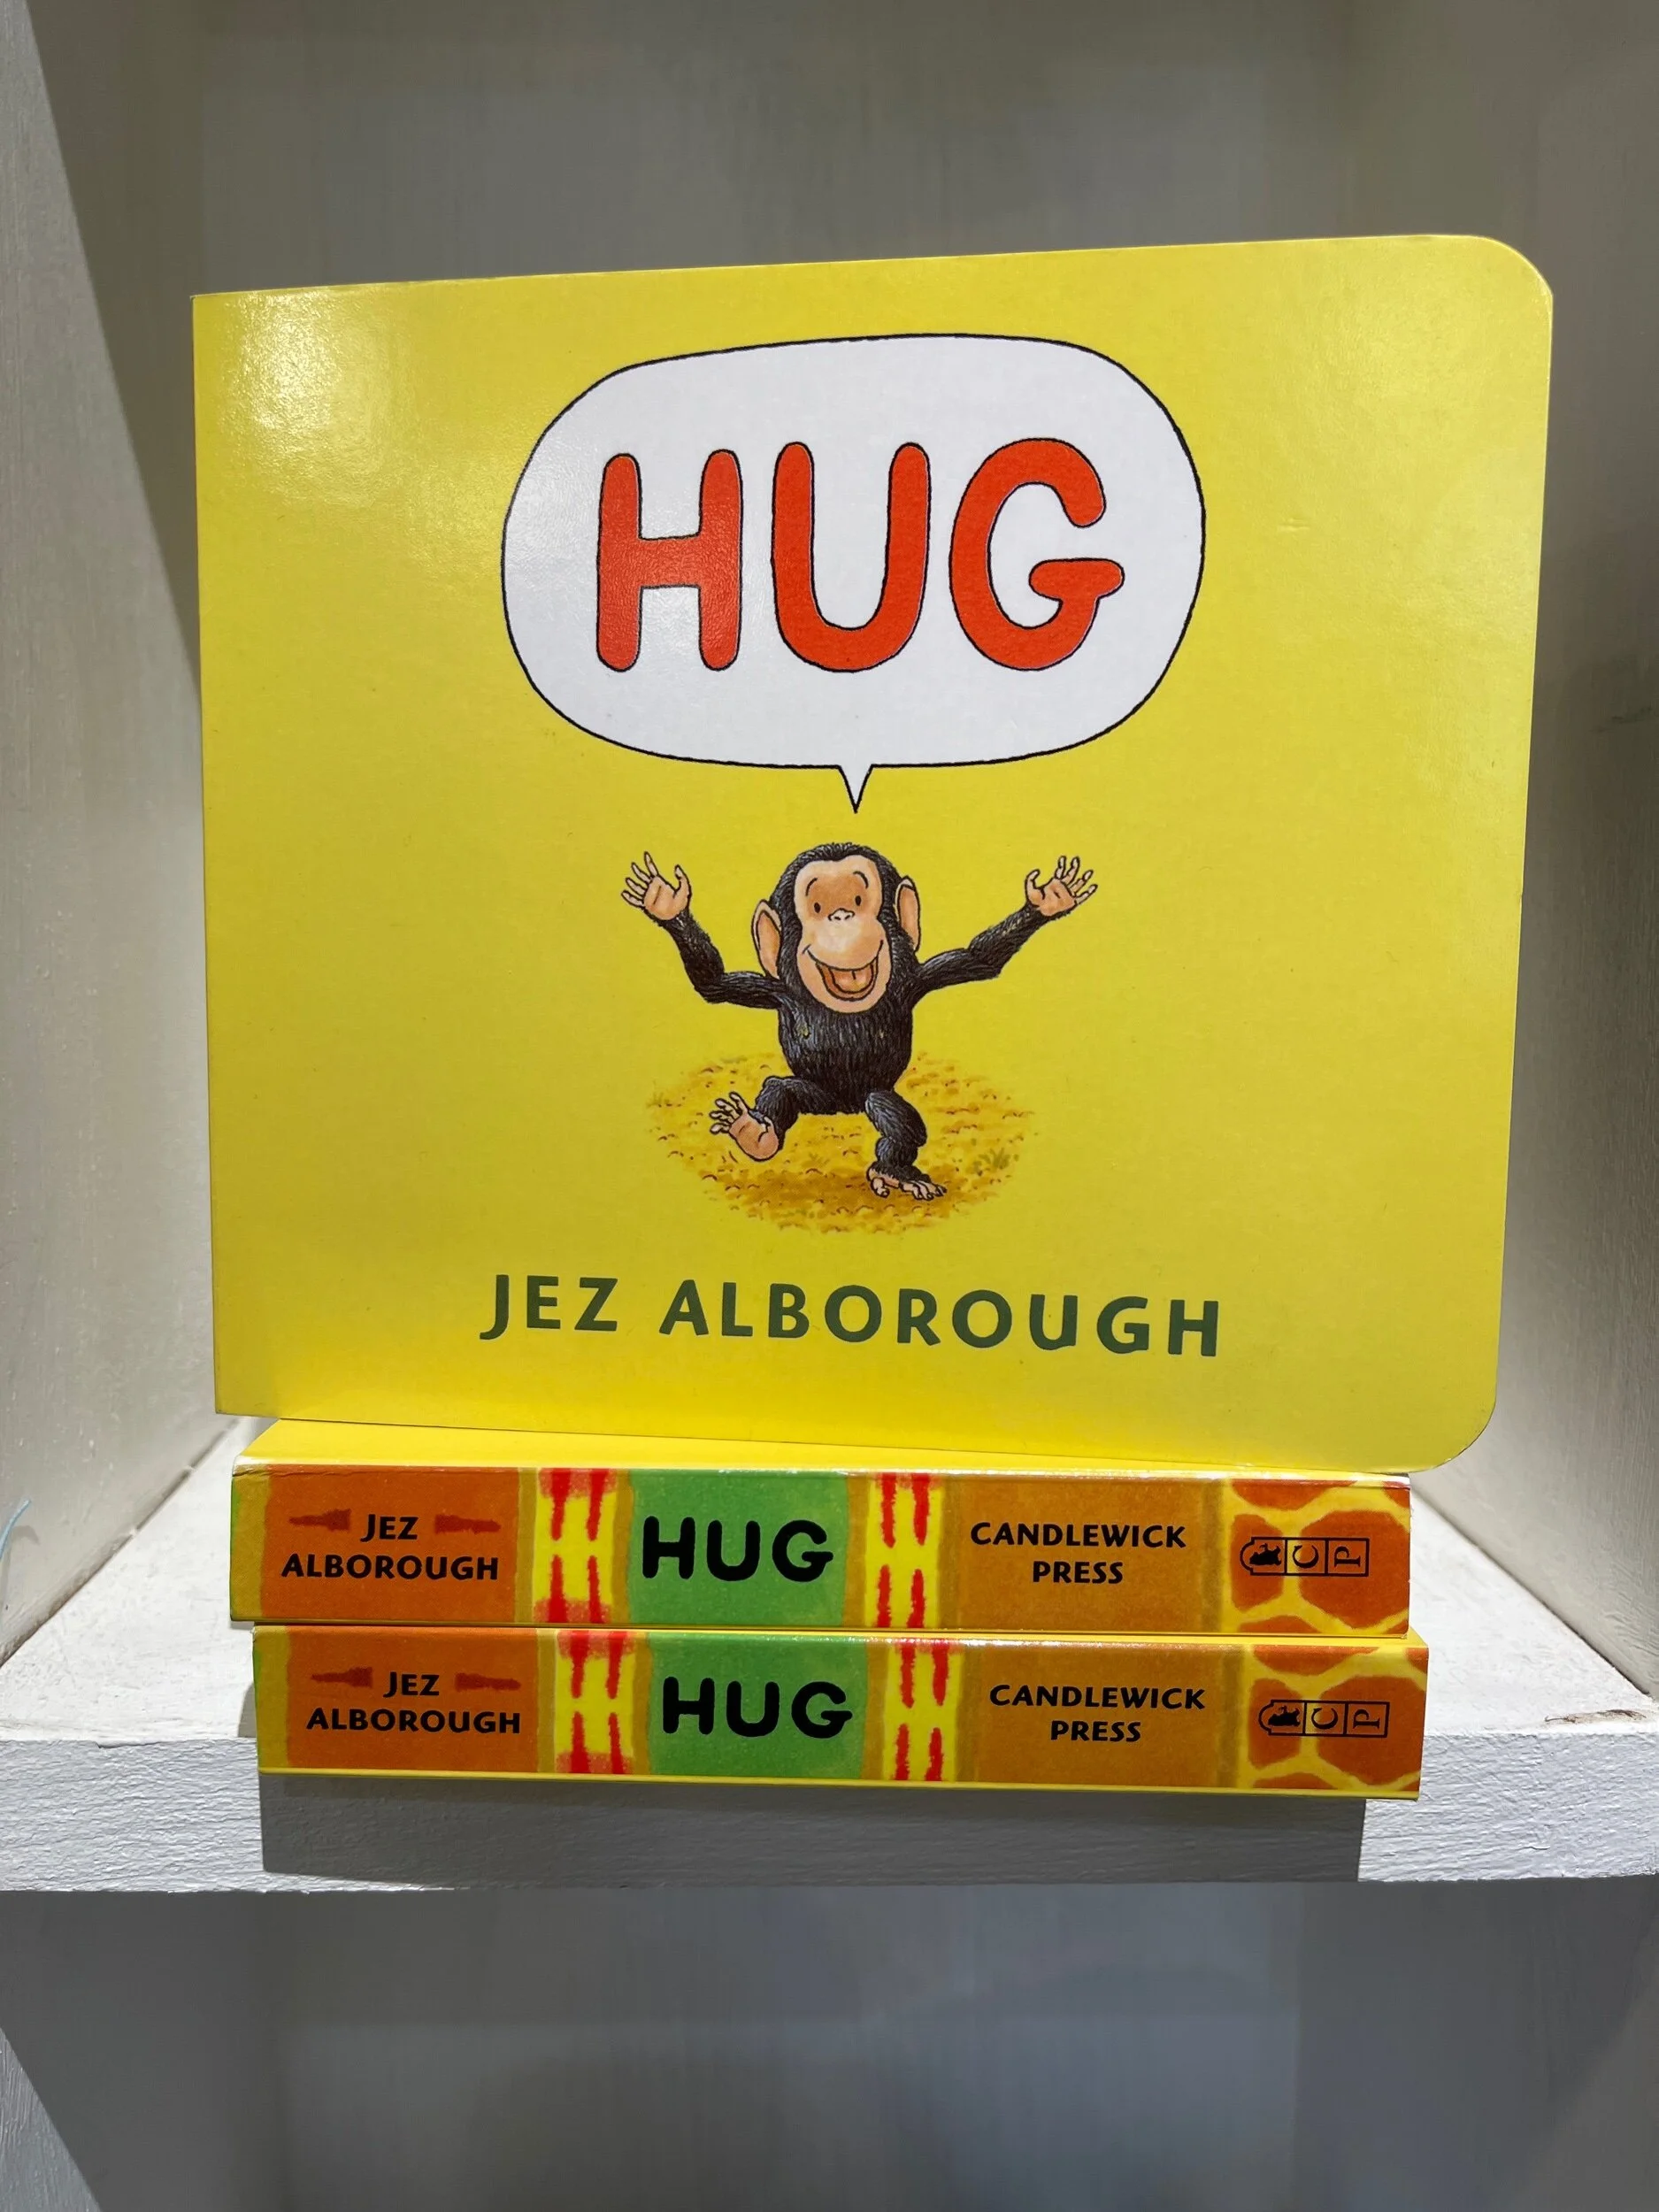 HUG
JEZ ALBOROUGH
JEZ
ALBOROUGH
HUG
CANDLEWICK
PRESS
C P
JEZ
ALBOROUGH
HUG
CANDLEWICK
PRESS
C P